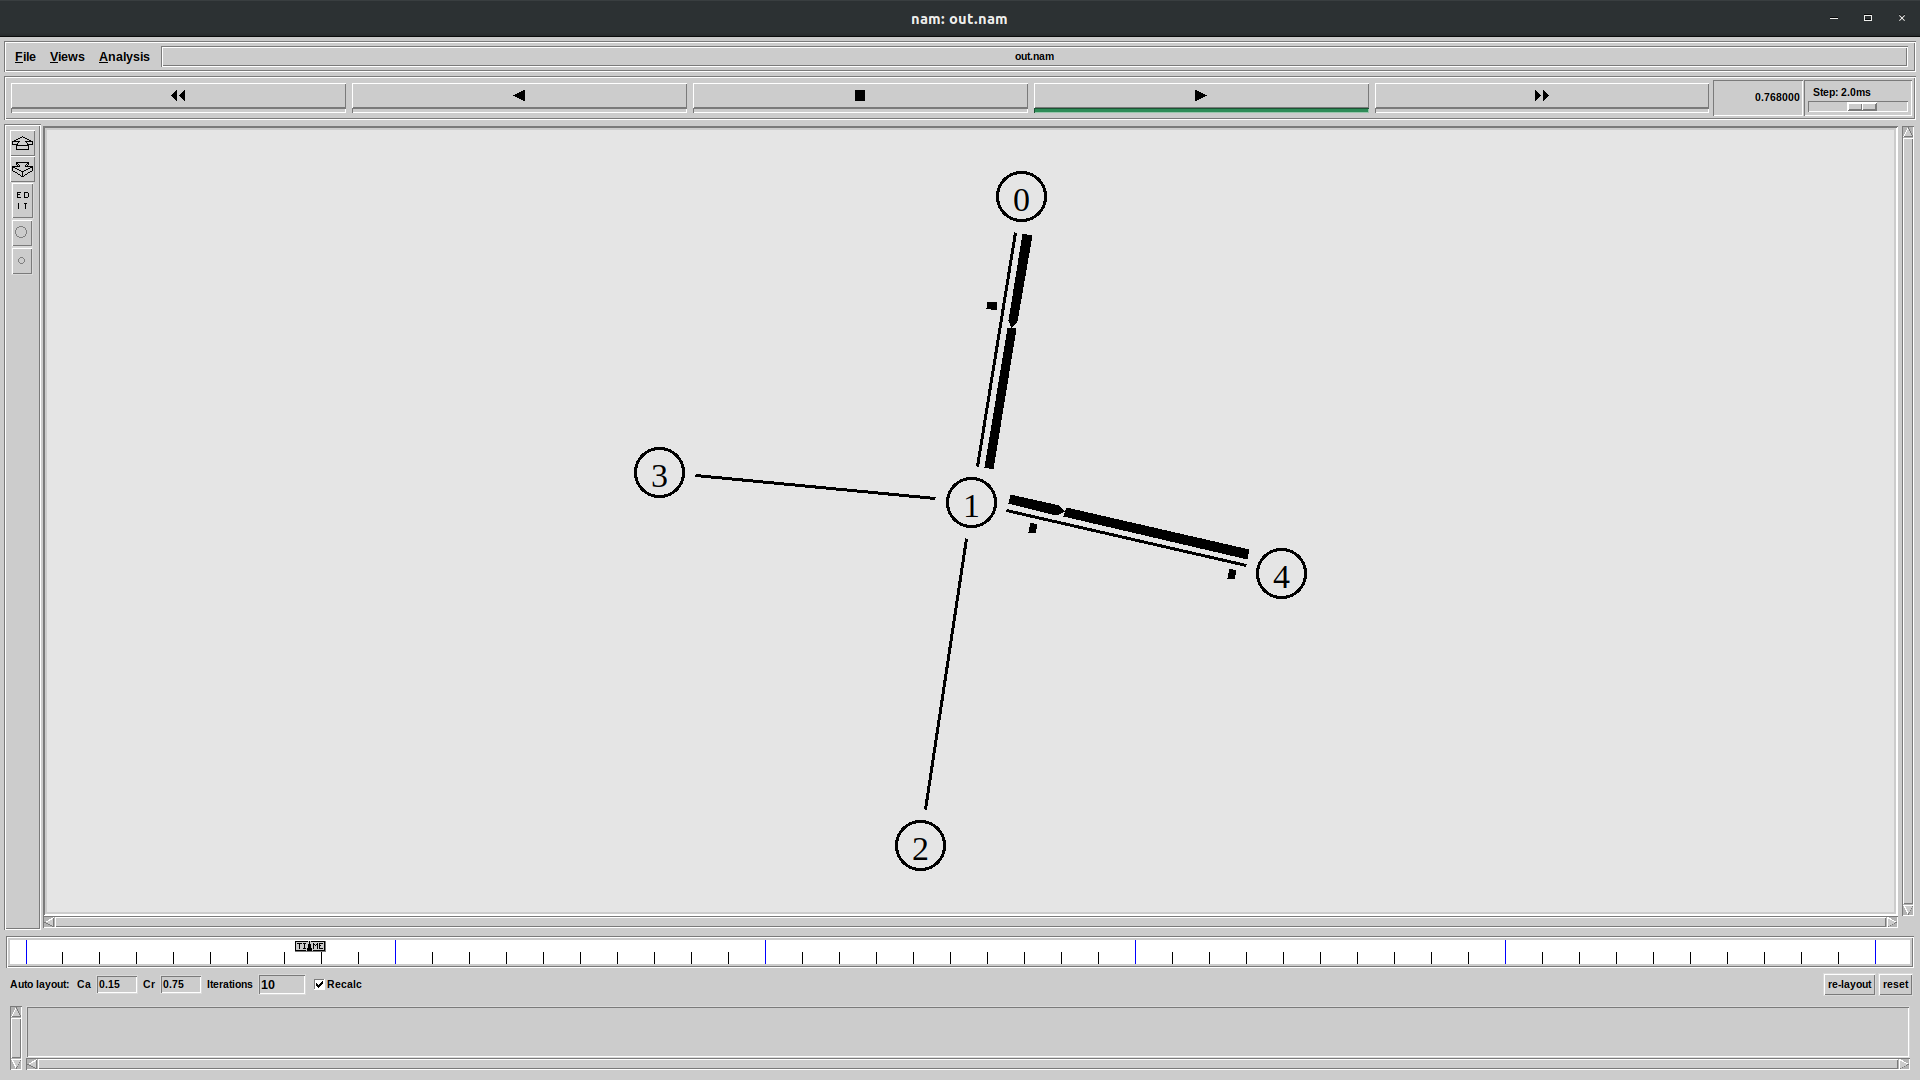 nam: out.nam
File Views Analysis out.nam
0.768000 Step: 2.0ms
E D
I T
0
3
1
4
2
TIME
Auto layout: Ca 0.15 Cr 0.75 Iterations 10 Recalc re-layout reset